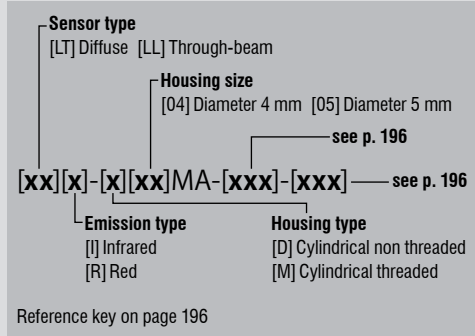 Sensor type
[LT] Diffuse [LL] Through-beam
Housing size
[04] Diameter 4 mm [05] Diameter 5 mm
see p. 196
[xx][x]-[x][xx]MA-[xxx]-[xxx] see p. 196
Emission type
[I] Infrared
[R] Red
Housing type
[D] Cylindrical non threaded
[M] Cylindrical threaded
Reference key on page 196